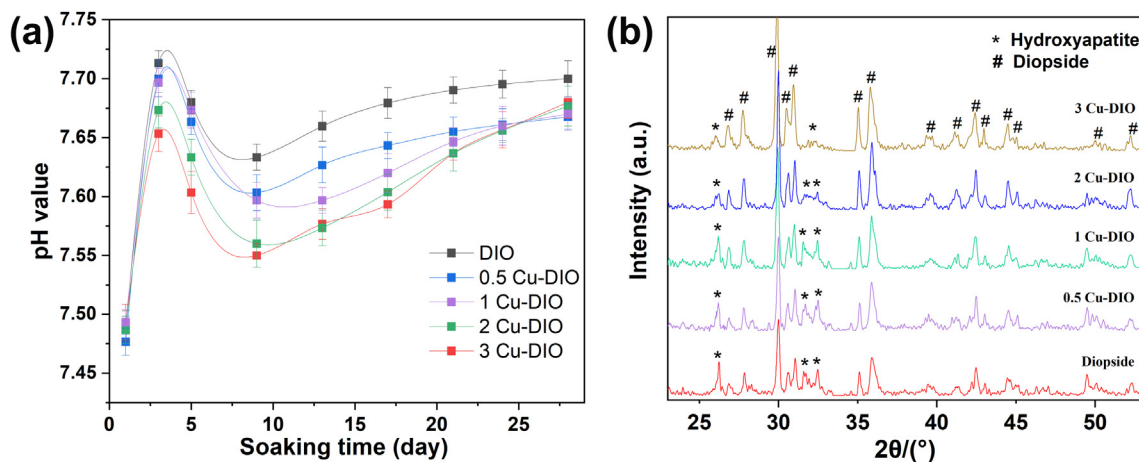 (a)
7.75
7.70
7.65
7.60
7.55
7.50
7.45
pH value
0
5
10
15
20
25
Soaking time (day)
DIO
0.5 Cu-DIO
1 Cu-DIO
2 Cu-DIO
3 Cu-DIO
(b)
* Hydroxyapatite
# Diopside
Intensity (a.u.)
# # # # # # # # # # # # # # #
* *
3 Cu-DIO
* * *
2 Cu-DIO
* * *
1 Cu-DIO
* * *
0.5 Cu-DIO
* * *
Diopside
25
30
35
40
45
50
2θ/(°)